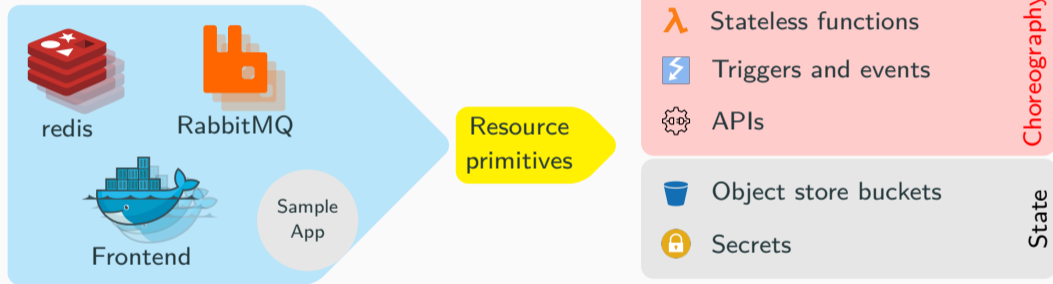 redis
RabbitMQ
Frontend
Sample
App
Resource
primitives
Stateless functions
Triggers and events
APIs
Choreography
Object store buckets
Secrets
State